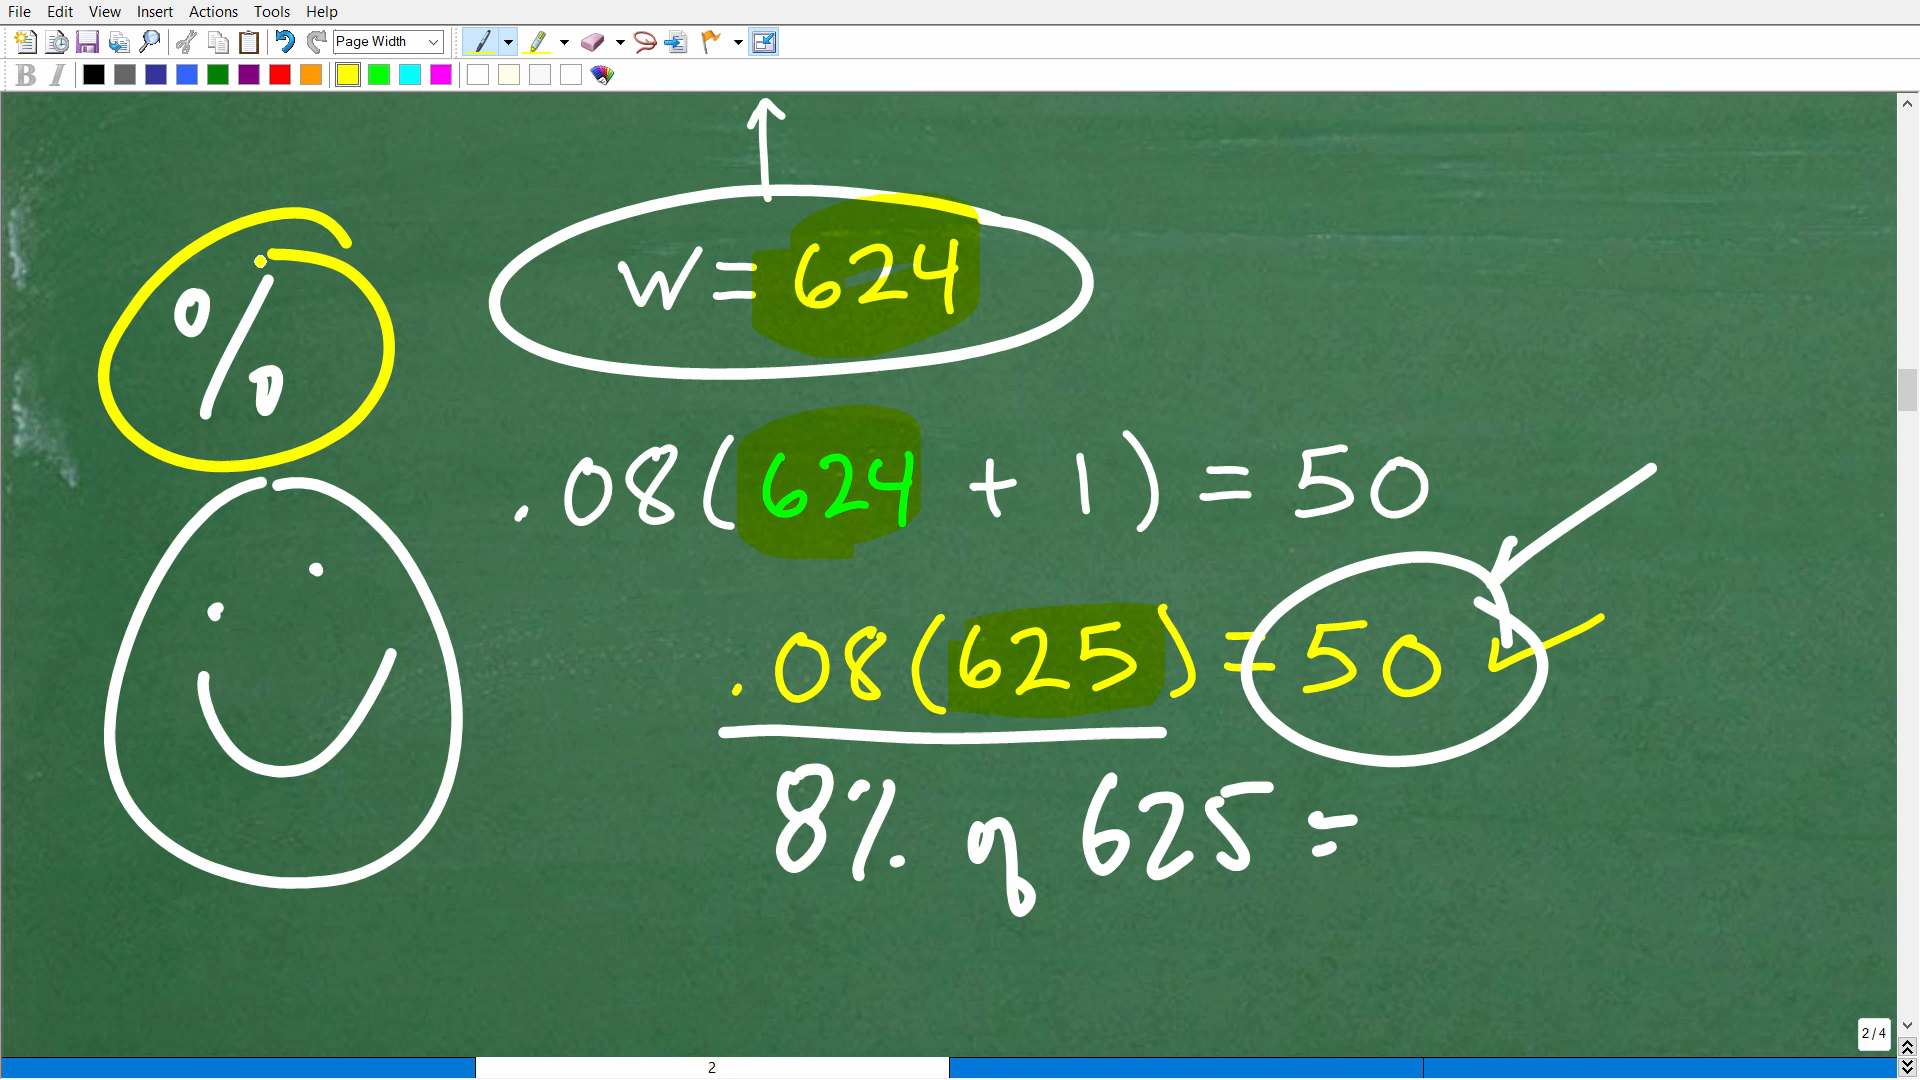 File Edit View Insert Actions Tools Help
Page Width
B I
%
w = 624
.08(624 + 1) = 50
.08(625) = 50
8% of 625 =
2 / 4
2